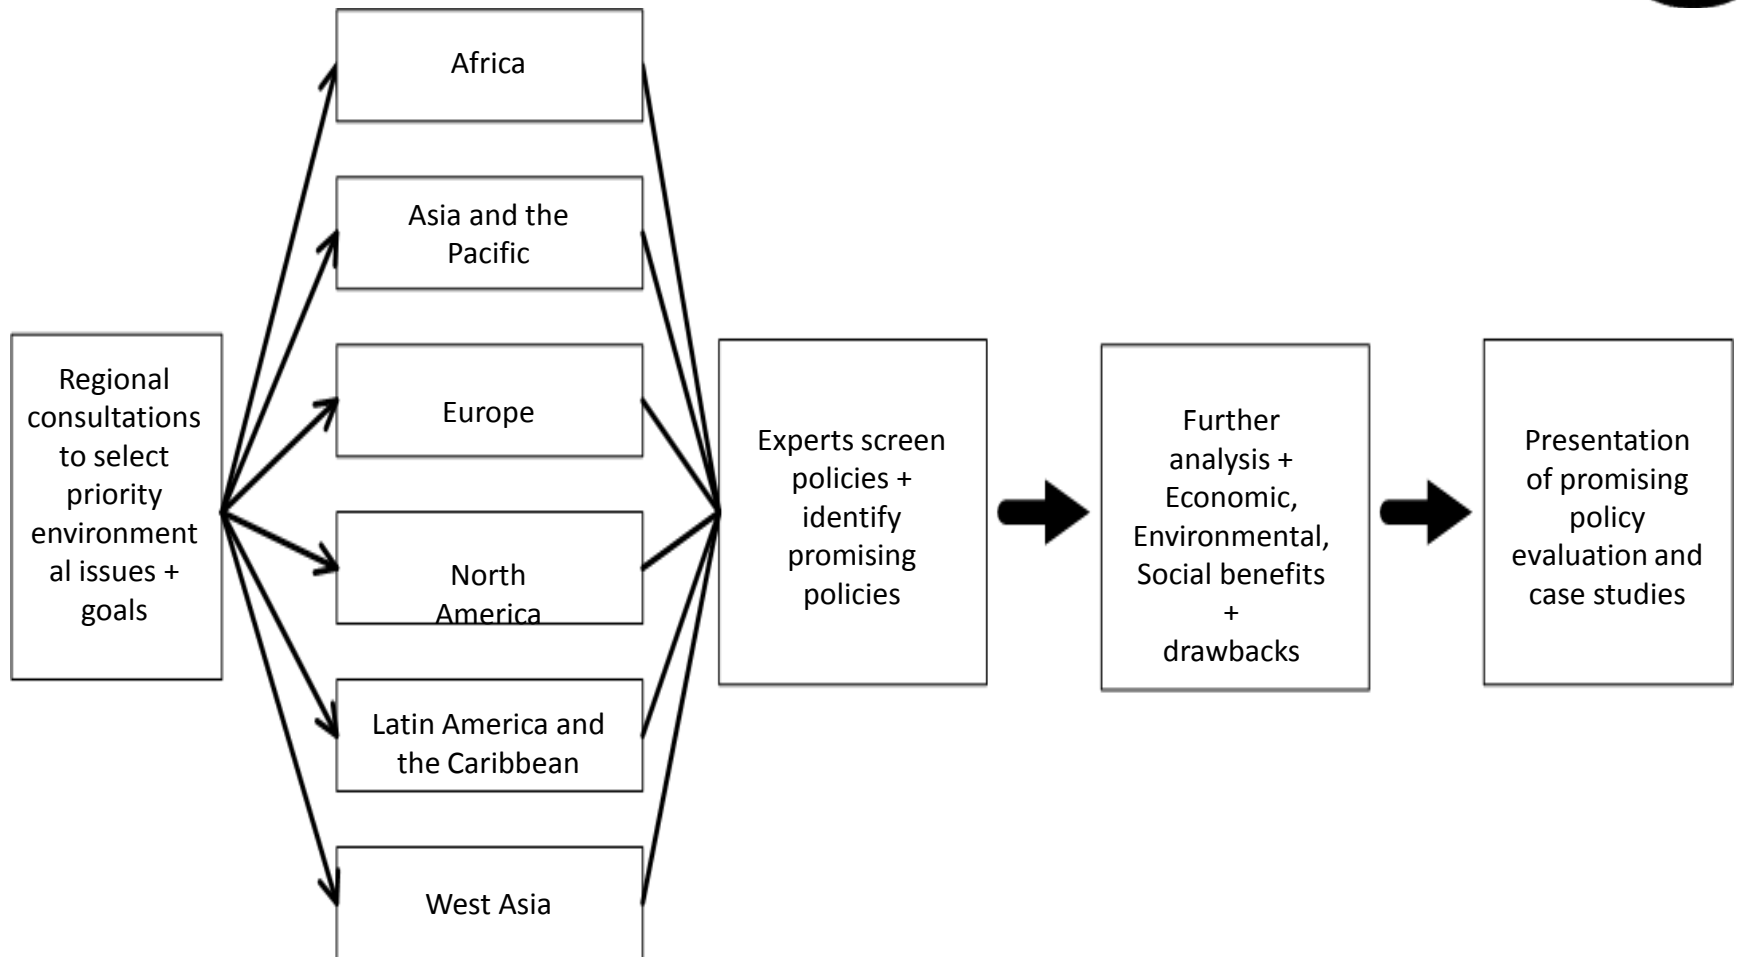 Regional
consultations
to select
priority
environment
al issues +
goals
Africa
Asia and the
Pacific
Europe
North
America
Latin America and
the Caribbean
West Asia
Experts screen
policies +
identify
promising
policies
Further
analysis +
Economic,
Environmental,
Social benefits
+
drawbacks
Presentation
of promising
policy
evaluation and
case studies